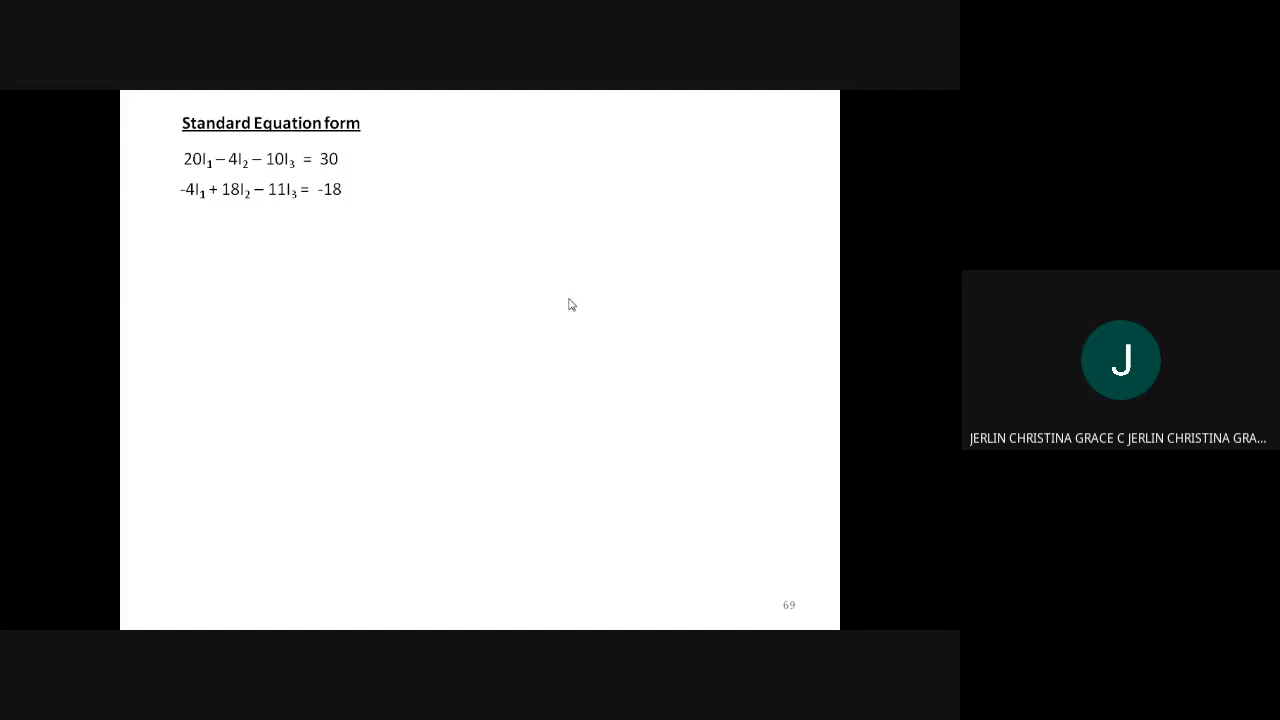 Standard Equation form
20I₁ – 4I₂ – 10I₃ = 30
-4I₁ + 18I₂ – 11I₃ = -18
J
JERLIN CHRISTINA GRACE C JERLIN CHRISTINA GRA...
69